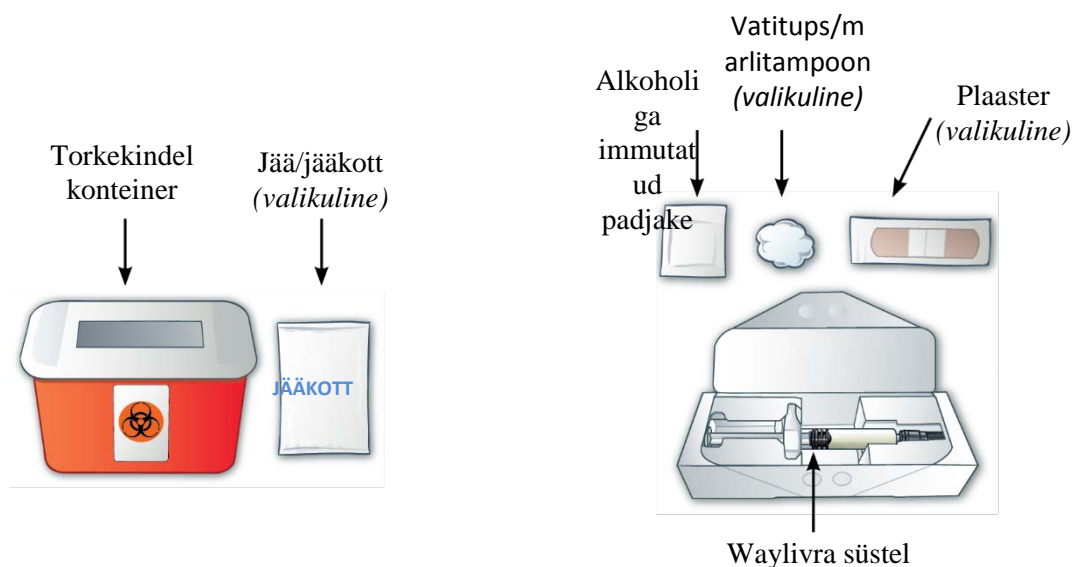 Torkekindel
konteiner
Jää/jääkott
(valikuline)
JÄÄKOTT
Alkoholi
ga
immutat
ud
padjake
Vatitups/m
arlitampoon
(valikuline)
Plaaster
(valikuline)
Waylivra süstel